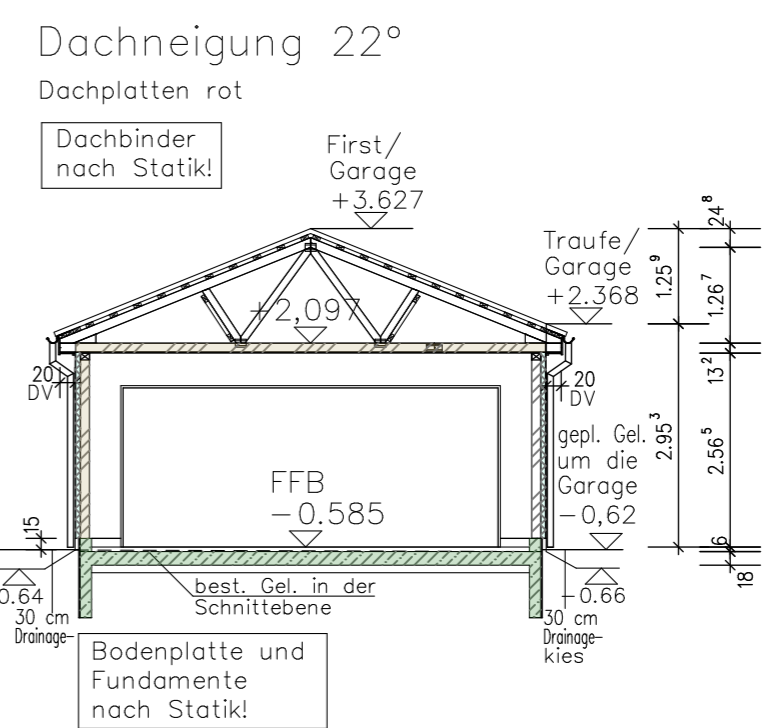 Dachneigung 22°
Dachplatten rot
Dachbinder
nach Statik!
First/
Garage
+3.627
Traufe/
Garage
+2.368
+2,097
24⁸
1.25⁹
1.26⁷
13²
2.95³
2.56⁵
6
18
20
DV
20
DV
gepl. Gel.
um die
Garage
-0,62
FFB
-0.585
15
0.64
30 cm
Drainage-
best. Gel. in der
Schnittebene
-0.66
30 cm
Drainage-
kies
Bodenplatte und
Fundamente
nach Statik!